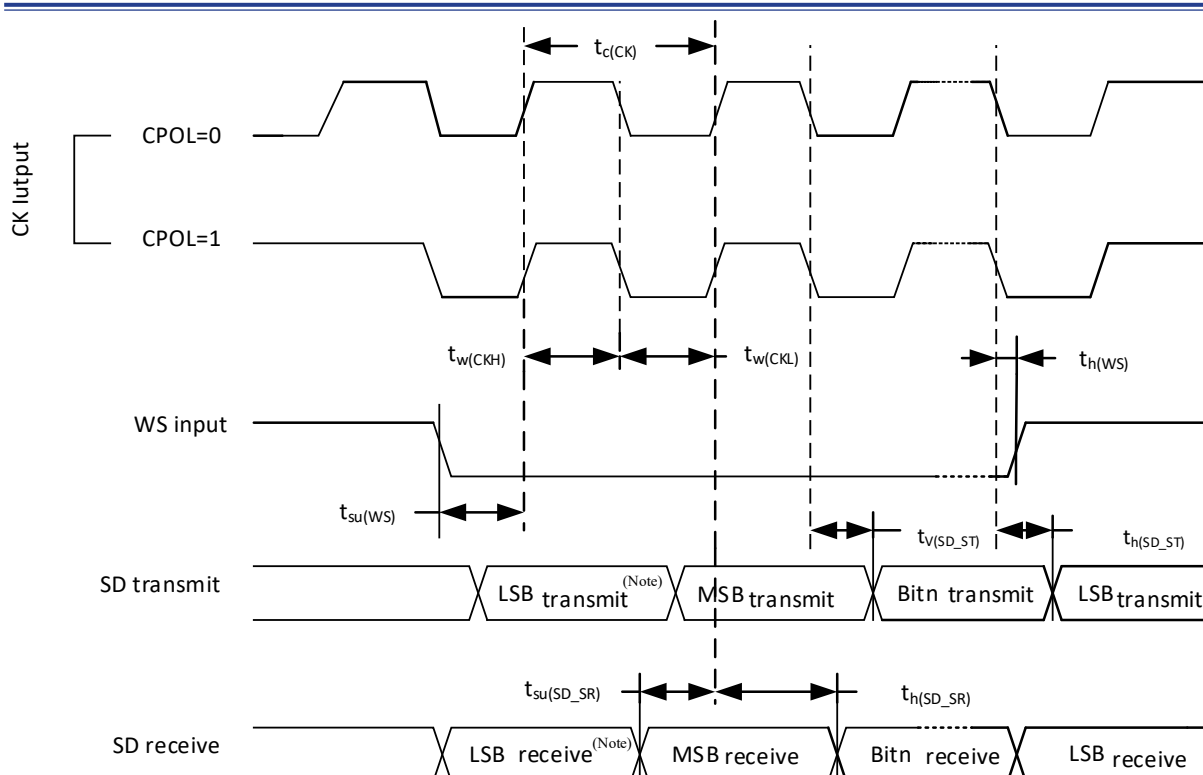 tc(CK)
CPOL=0
CK Iutput
CPOL=1
tw(CKH)
tw(CKL)
th(WS)
WS input
tsu(WS)
tV(SD_ST)
th(SD_ST)
SD transmit
LSB transmit(Note)
MSB transmit
Bitn transmit
LSB transmit
tsu(SD_SR)
th(SD_SR)
SD receive
LSB receive(Note)
MSB receive
Bitn receive
LSB receive